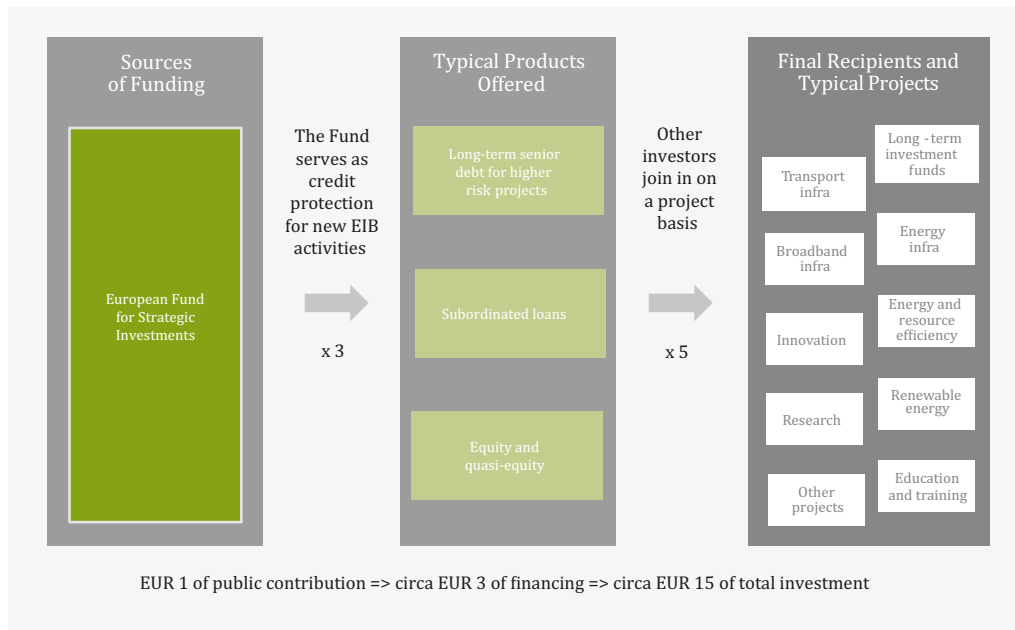 Sources
of Funding
European Fund
for Strategic
Investments
The Fund
serves as
credit
protection
for new EIB
activities
x 3
Typical Products
Offered
Long-term senior
debt for higher
risk projects
Subordinated loans
Equity and
quasi-equity
Other
investors
join in on
a project
basis
x 5
Final Recipients and
Typical Projects
Transport
infra
Long - term
investment
funds
Broadband
infra
Energy
infra
Innovation
Energy and
resource
efficiency
Research
Renewable
energy
Other
projects
Education
and training
EUR 1 of public contribution => circa EUR 3 of financing => circa EUR 15 of total investment